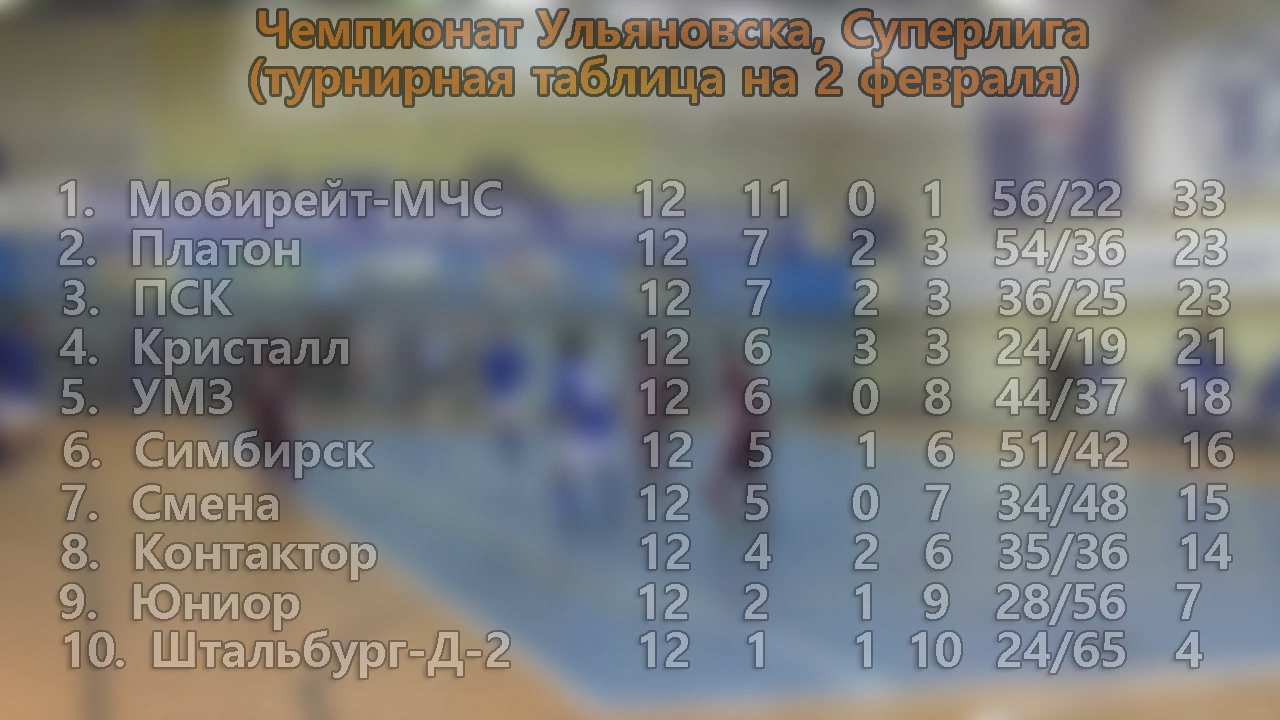 Чемпионат Ульяновска, Суперлига
(турнирная таблица на 2 февраля)
1. Мобирейт-МЧС 12 11 0 1 56/22 33
2. Платон 12 7 2 3 54/36 23
3. ПСК 12 7 2 3 36/25 23
4. Кристалл 12 6 3 3 24/19 21
5. УМЗ 12 6 0 8 44/37 18
6. Симбирск 12 5 1 6 51/42 16
7. Смена 12 5 0 7 34/48 15
8. Контактор 12 4 2 6 35/36 14
9. Юниор 12 2 1 9 28/56 7
10. Штальбург-Д-2 12 1 1 10 24/65 4